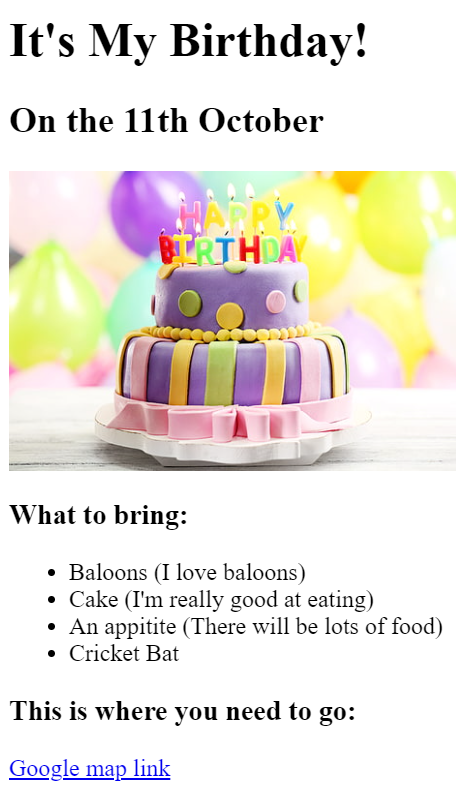 It's My Birthday!
On the 11th October
HAPPY
BIRTHDAY
What to bring:
Baloons (I love baloons)
Cake (I'm really good at eating)
An appitite (There will be lots of food)
Cricket Bat
This is where you need to go:
Google map link